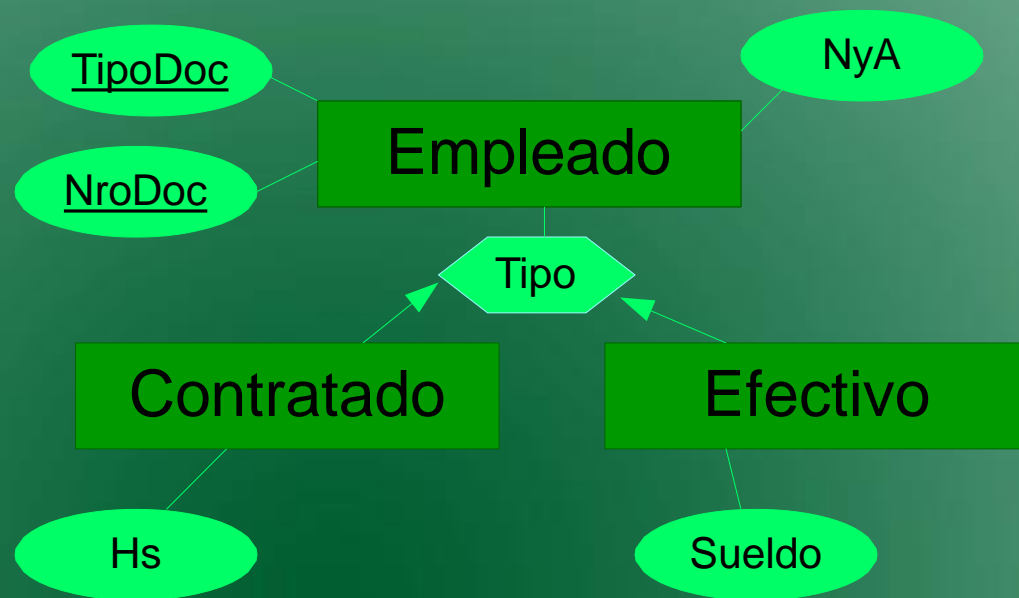 TipoDoc
NyA
Empleado
NroDoc
Tipo
Contratado
Efectivo
Hs
Sueldo